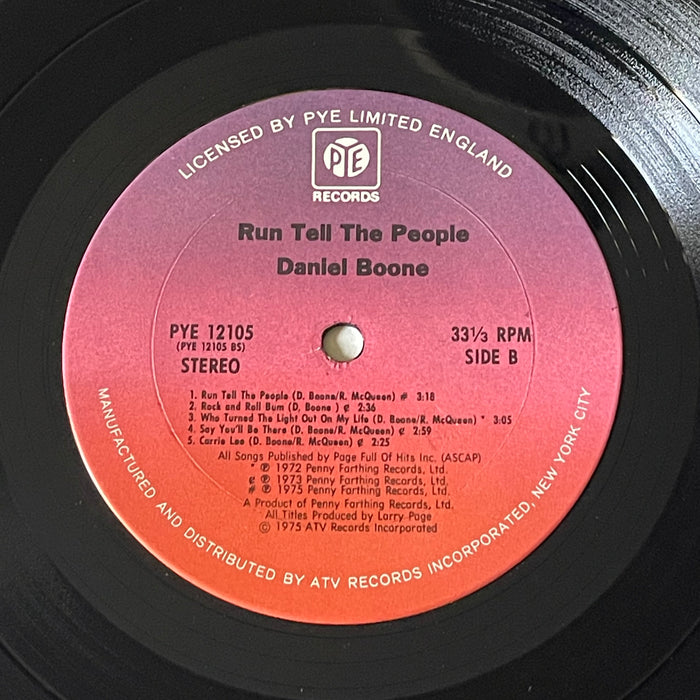 LICENSED BY PYE LIMITED ENGLAND
PYE
RECORDS
Run Tell The People
Daniel Boone
PYE 12105
(PYE 12105 BS)
STEREO
33⅓ RPM
SIDE B
1. Run Tell The People (D. Boone/R. McQueen) # 3:18
2. Rock and Roll Bum (D. Boone) ¢ 2:36
3. Who Turned The Light Out On My Life (D. Boone/R. McQueen) * 3:05
4. Say You'll Be There (D. Boone/R. McQueen) ¢ 2:59
5. Carrie Lee (D. Boone/R. McQueen) ¢ 2:25
All Songs Published by Page Full Of Hits Inc. (ASCAP)
* ℗ 1972 Penny Farthing Records, Ltd.
¢ ℗ 1973 Penny Farthing Records, Ltd.
# ℗ 1975 Penny Farthing Records, Ltd.
A Product of Penny Farthing Records, Ltd.
All Titles Produced by Larry Page
© 1975 ATV Records Incorporated
MANUFACTURED AND DISTRIBUTED BY ATV RECORDS INCORPORATED, NEW YORK CITY